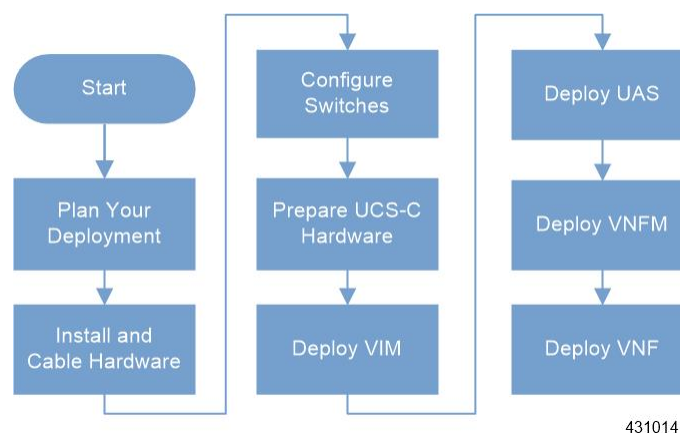 Start
Plan Your
Deployment
Install and
Cable Hardware
Configure
Switches
Prepare UCS-C
Hardware
Deploy VIM
Deploy UAS
Deploy VNFM
Deploy VNF
431014